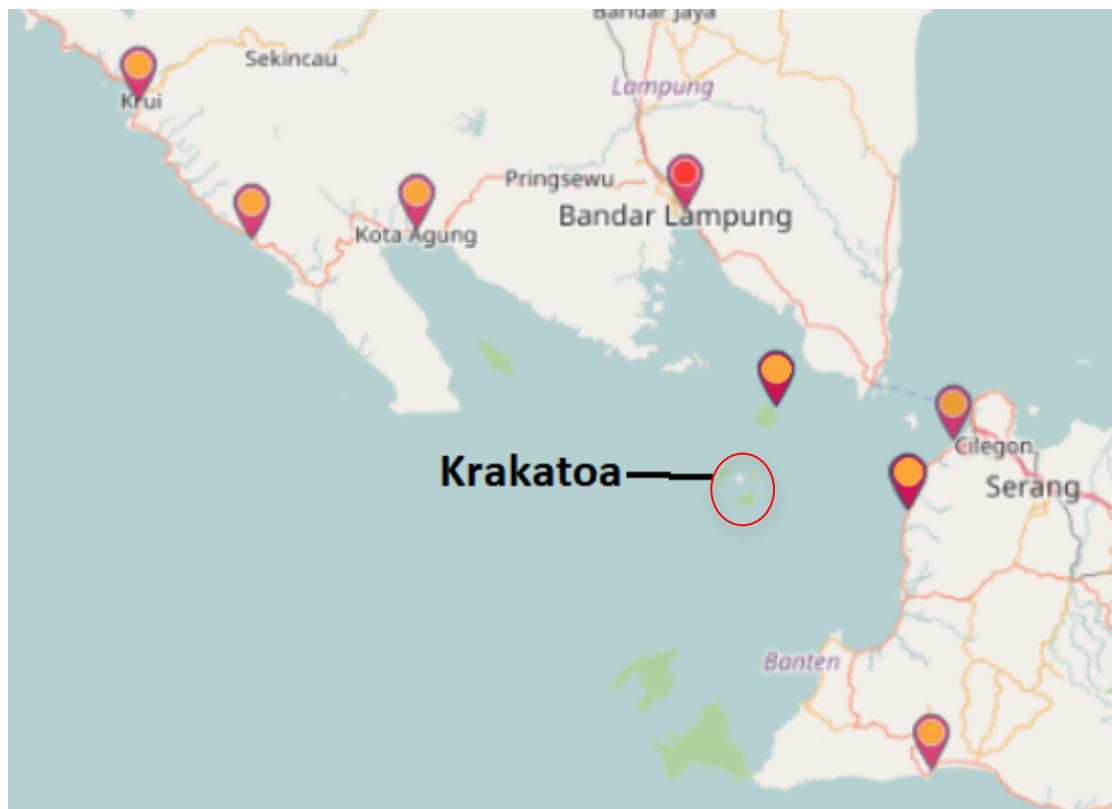 Bandar Jaya
Sekincau
Lampung
Krui
Pringsewu
Bandar Lampung
Kota Agung
Cilegon
Krakatoa
Serang
Banten